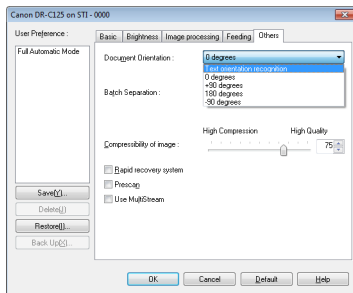 Canon DR-C125 on STI - 0000
User Preference :
Full Automatic Mode
Save(Y)...
Delete(J)
Restore(I)...
Back Up(X)...
Basic Brightness Image processing Feeding Others
Document Orientation :
0 degrees
Text orientation recognition
0 degrees
+90 degrees
180 degrees
-90 degrees
Batch Separation :
High Compression High Quality
Compressibility of image :
75
Rapid recovery system
Prescan
Use MultiStream
OK Cancel Default Help